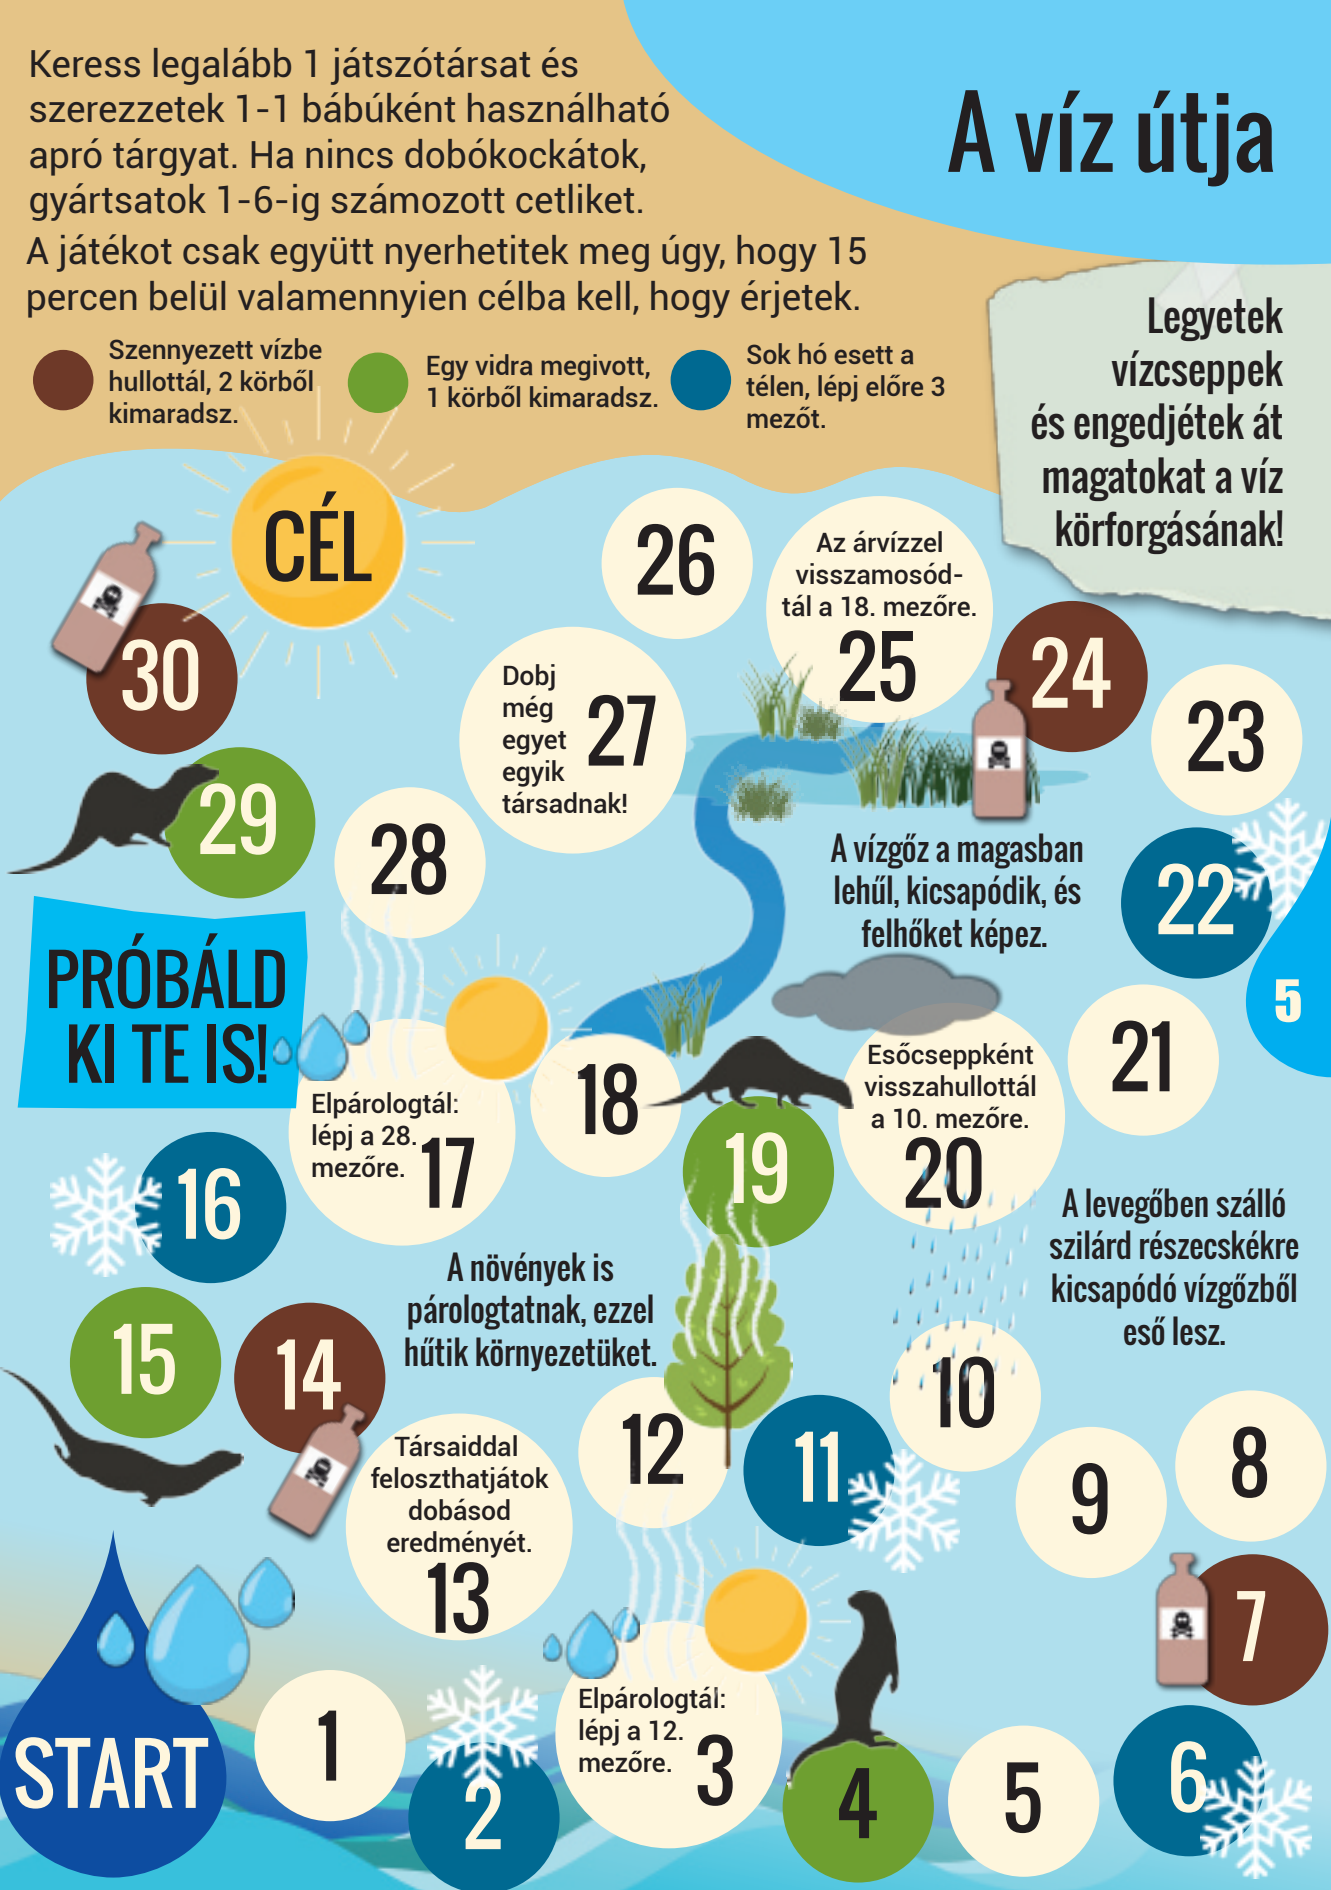 Keress legalább 1 játszótársat és
szerezzetek 1-1 bábúként használható
apró tárgyat. Ha nincs dobókockátok,
gyártsatok 1-6-ig számozott cetliket.
A játékot csak együtt nyerhetitek meg úgy, hogy 15
percen belül valamennyien célba kell, hogy érjetek.
A víz útja
Legyetek
vízcseppek
és engedjétek át
magatokat a víz
körforgásának!
Szennyezett vízbe
hullottál, 2 körből
kimaradsz.
Egy vidra megivott,
1 körből kimaradsz.
Sok hó esett a
télen, lépj előre 3
mezőt.
CÉL
26
Az árvízzel
visszamosód-
tál a 18. mezőre.
25
24
30
Dobj
még
egyet
egyik
társadnak!
27
23
29
28
A vízgőz a magasban
lehűl, kicsapódik, és
felhőket képez.
22
PRÓBÁLD
KI TE IS!
5
Elpárologtál:
lépj a 28.
mezőre.
17
18
19
Esőcseppként
visszahullottál
a 10. mezőre.
20
21
16
A levegőben szálló
szilárd részecskékre
kicsapódó vízgőzből
eső lesz.
A növények is
párologtatnak, ezzel
hűtik környezetüket.
15
14
Társaiddal
feloszthatjátok
dobásod
eredményét.
13
12
11
10
9
8
7
START
1
2
Elpárologtál:
lépj a 12.
mezőre.
3
4
5
6